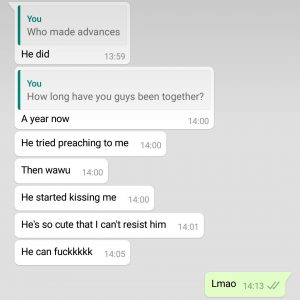 You
Who made advances
He did 13:59
You
How long have you guys been together?
A year now 14:00
He tried preaching to me 14:00
Then wawu 14:00
He started kissing me 14:00
He's so cute that I can't resist him 14:01
He can fuckkkkk 14:05
Lmao 14:13